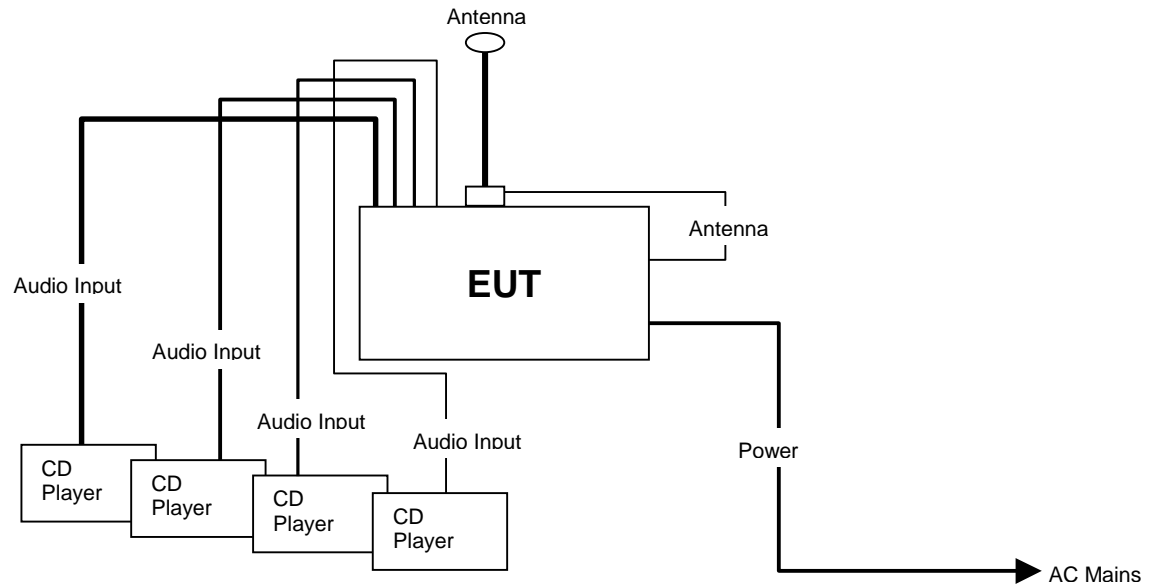 Antenna
Antenna
EUT
Audio Input
Audio Input
Audio Input
Audio Input
Power
CD
Player
CD
Player
CD
Player
CD
Player
AC Mains